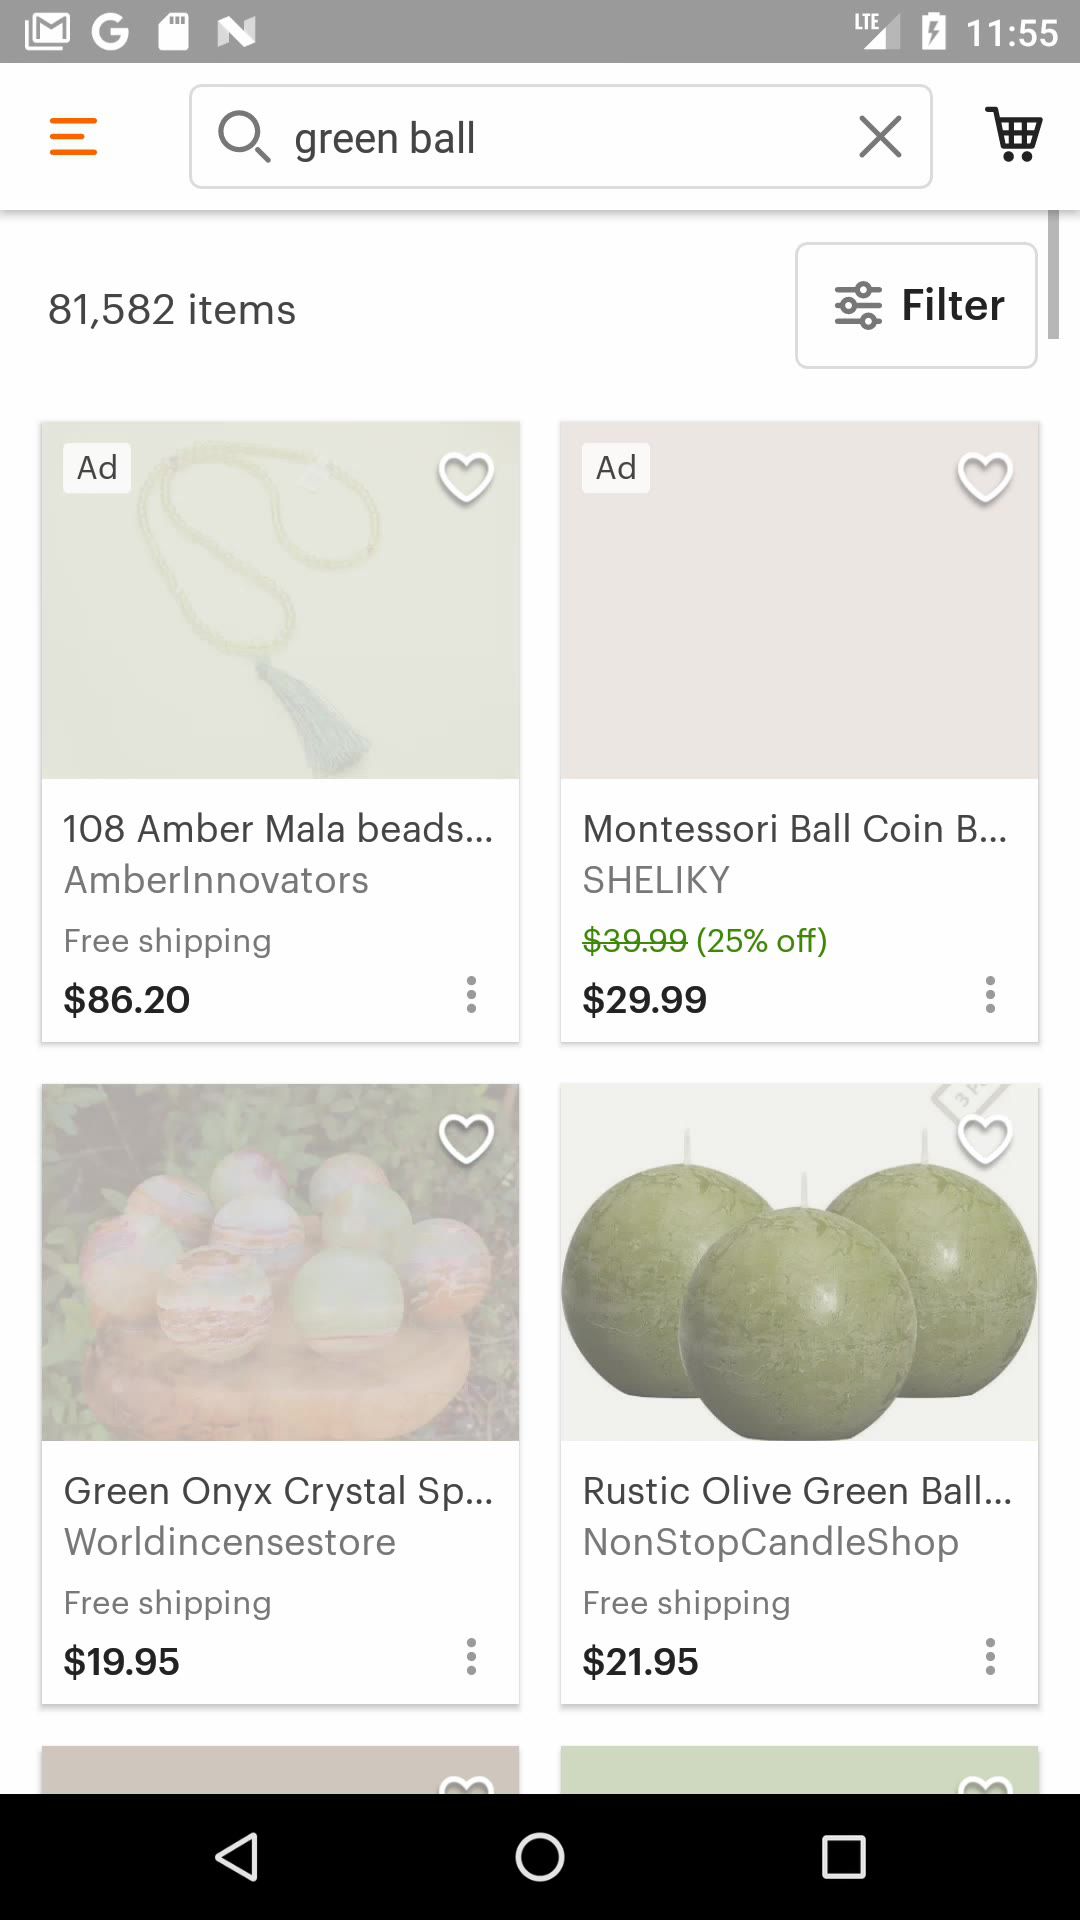 LTE 11:55
green ball
81,582 items
Filter
Ad
Ad
108 Amber Mala beads...
AmberInnovators
Free shipping
$86.20
Montessori Ball Coin B...
SHELIKY
$39.99 (25% off)
$29.99
Green Onyx Crystal Sp...
Worldincensestore
Free shipping
$19.95
Rustic Olive Green Ball...
NonStopCandleShop
Free shipping
$21.95